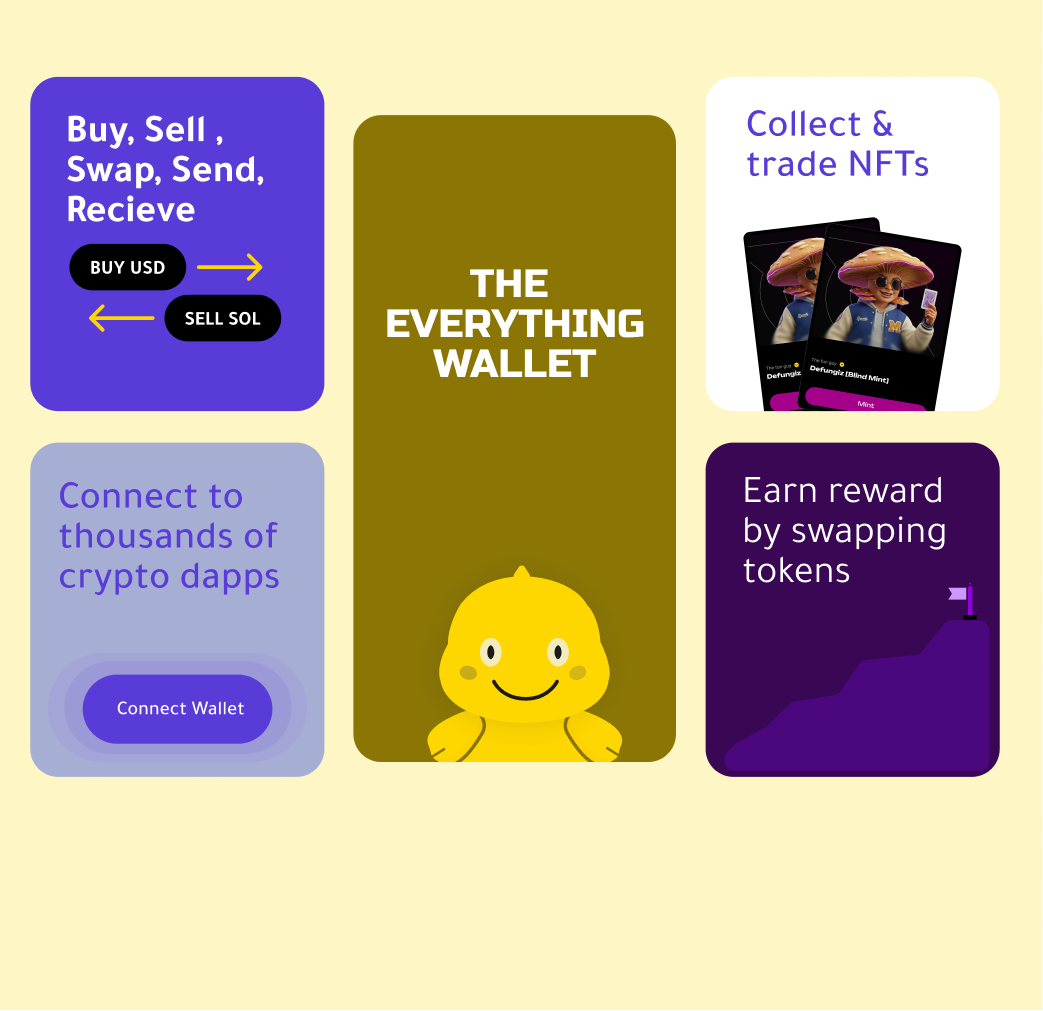 Buy, Sell ,
Swap, Send,
Recieve
BUY USD
SELL SOL
Connect to
thousands of
crypto dapps
Connect Wallet
THE
EVERYTHING
WALLET
Collect &
trade NFTs
The fun guy
Defungiz
The fun guy
Defungiz [Blind Mint]
Mint
Earn reward
by swapping
tokens